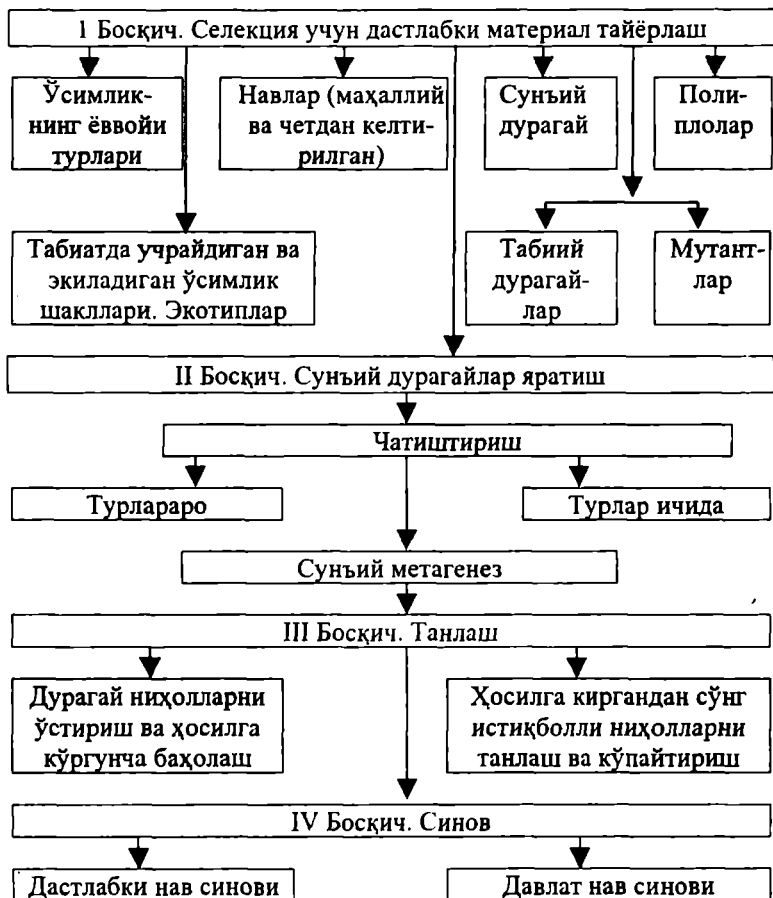 I Босқич. Селекция учун дастлабки материал тайёрлаш
Ўсимлик-
нинг ёввойи
турлари
Навлар (маҳаллий
ва четдан келти-
рилган)
Сунъий
дурагай
Поли-
плолар
Табиатда учрайдиган ва
экиладиган ўсимлик
шакллари. Экотиплар
Табиий
дурагай-
лар
Мутант-
лар
II Босқич. Сунъий дурагайлар яратиш
Чатиштириш
Турлараро
Турлар ичида
Сунъий метагенез
III Босқич. Танлаш
Дурагай ниҳолларни
ўстириш ва ҳосилга
кўргунча баҳолаш
Ҳосилга киргандан сўнг
истиқболли ниҳолларни
танлаш ва кўпайтириш
IV Босқич. Синов
Дастлабки нав синови
Давлат нав синови